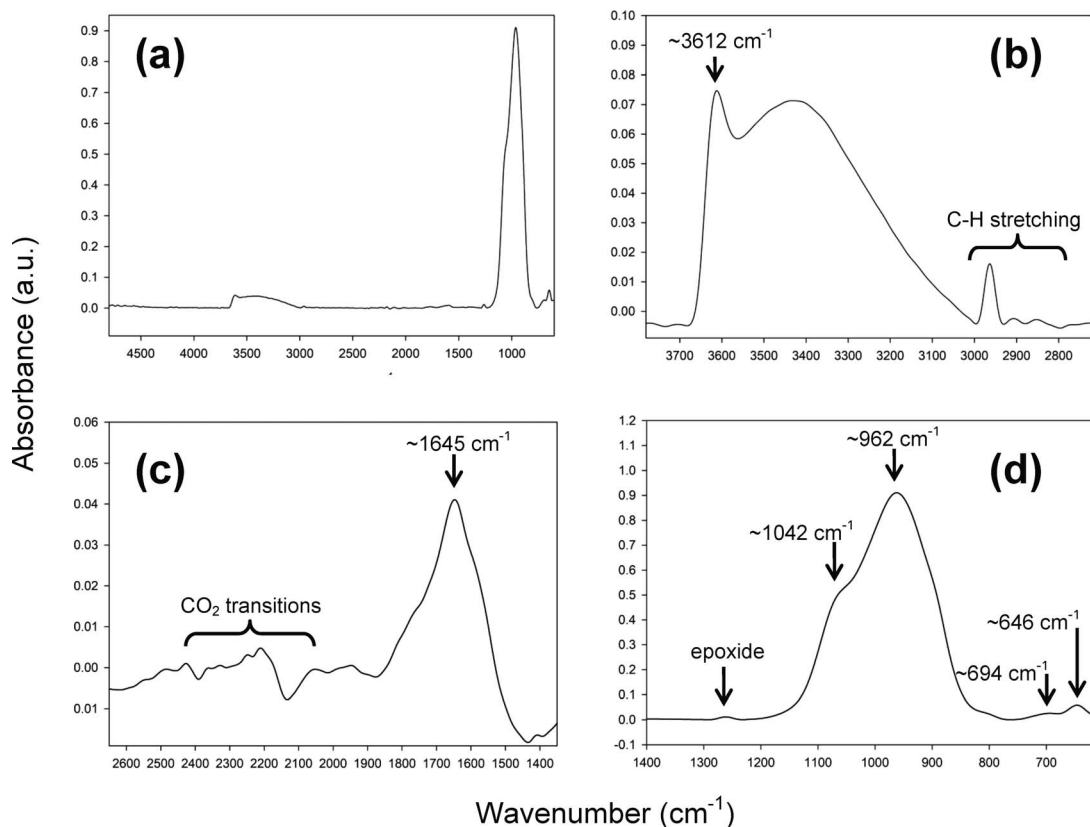 Absorbance (a.u.)
(a)
0.9
0.8
0.7
0.6
0.5
0.4
0.3
0.2
0.1
0.0
4500 4000 3500 3000 2500 2000 1500 1000
(b)
~3612 cm⁻¹
C-H stretching
0.10
0.09
0.08
0.07
0.06
0.05
0.04
0.03
0.02
0.01
0.00
3700 3600 3500 3400 3300 3200 3100 3000 2900 2800
(c)
~1645 cm⁻¹
CO₂ transitions
0.06
0.05
0.04
0.03
0.02
0.01
0.00
0.01
2600 2500 2400 2300 2200 2100 2000 1900 1800 1700 1600 1500 1400
(d)
~962 cm⁻¹
~1042 cm⁻¹
~646 cm⁻¹
epoxide
~694 cm⁻¹
1.2
1.1
1.0
0.9
0.8
0.7
0.6
0.5
0.4
0.3
0.2
0.1
0.0
-0.1
1400 1300 1200 1100 1000 900 800 700
Wavenumber (cm⁻¹)